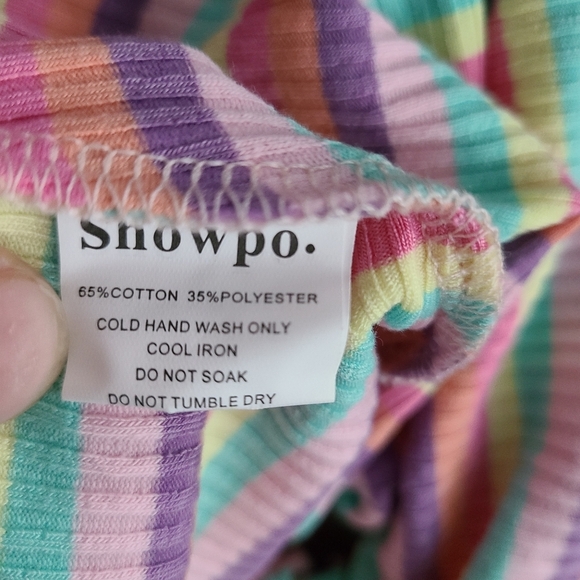 Showpo.
65%COTTON 35%POLYESTER
COLD HAND WASH ONLY
COOL IRON
DO NOT SOAK
DO NOT TUMBLE DRY